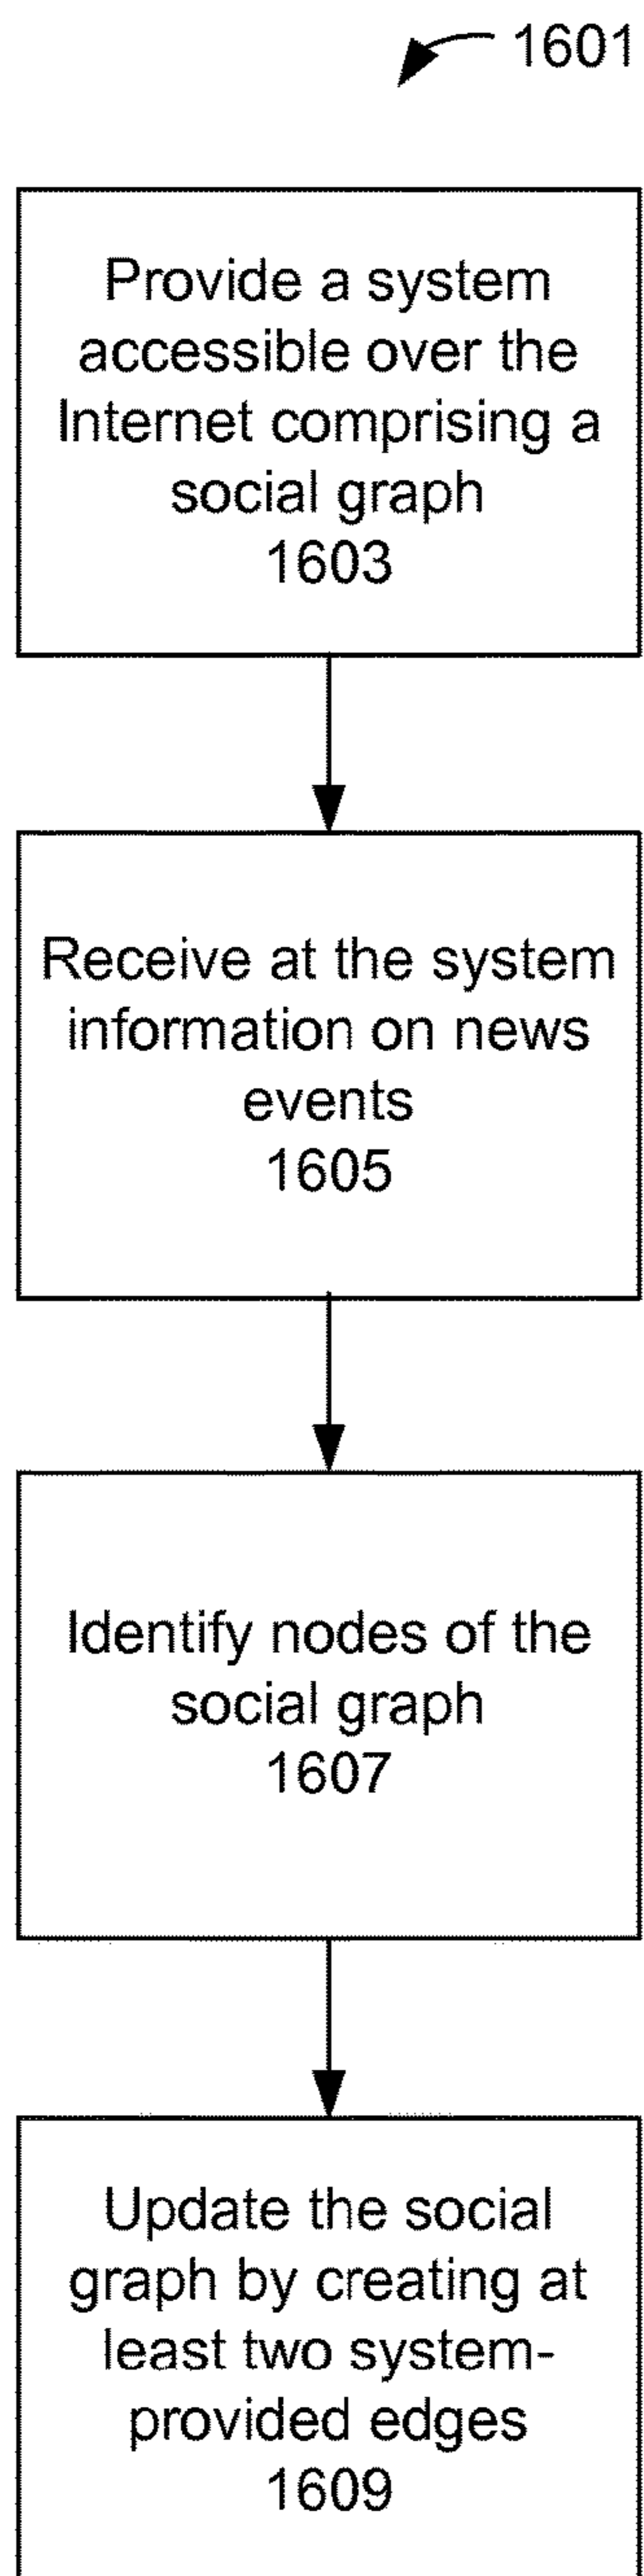 1601
Provide a system
accessible over the
Internet comprising a
social graph
1603
Receive at the system
information on news
events
1605
Identify nodes of the
social graph
1607
Update the social
graph by creating at
least two system-
provided edges
1609